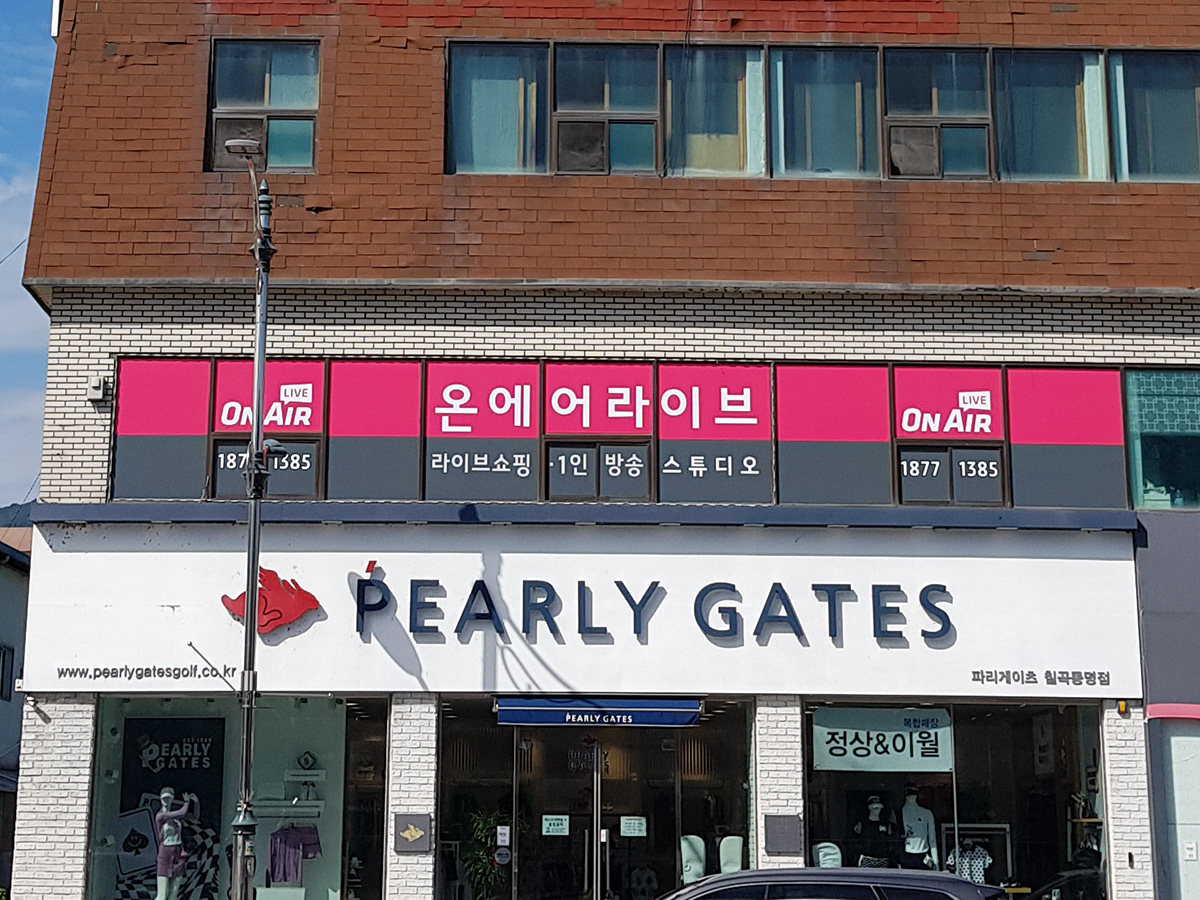 LIVE
ON AIR
온에어라이브
LIVE
ON AIR
1877 1385
라이브쇼핑 · 1인 방송 스튜디오
1877 1385
PEARLY GATES
www.pearlygatesgolf.co.kr
파리게이츠 칠곡동명점
PEARLY GATES
PEARLY
GATES
복합매장
정상&이월